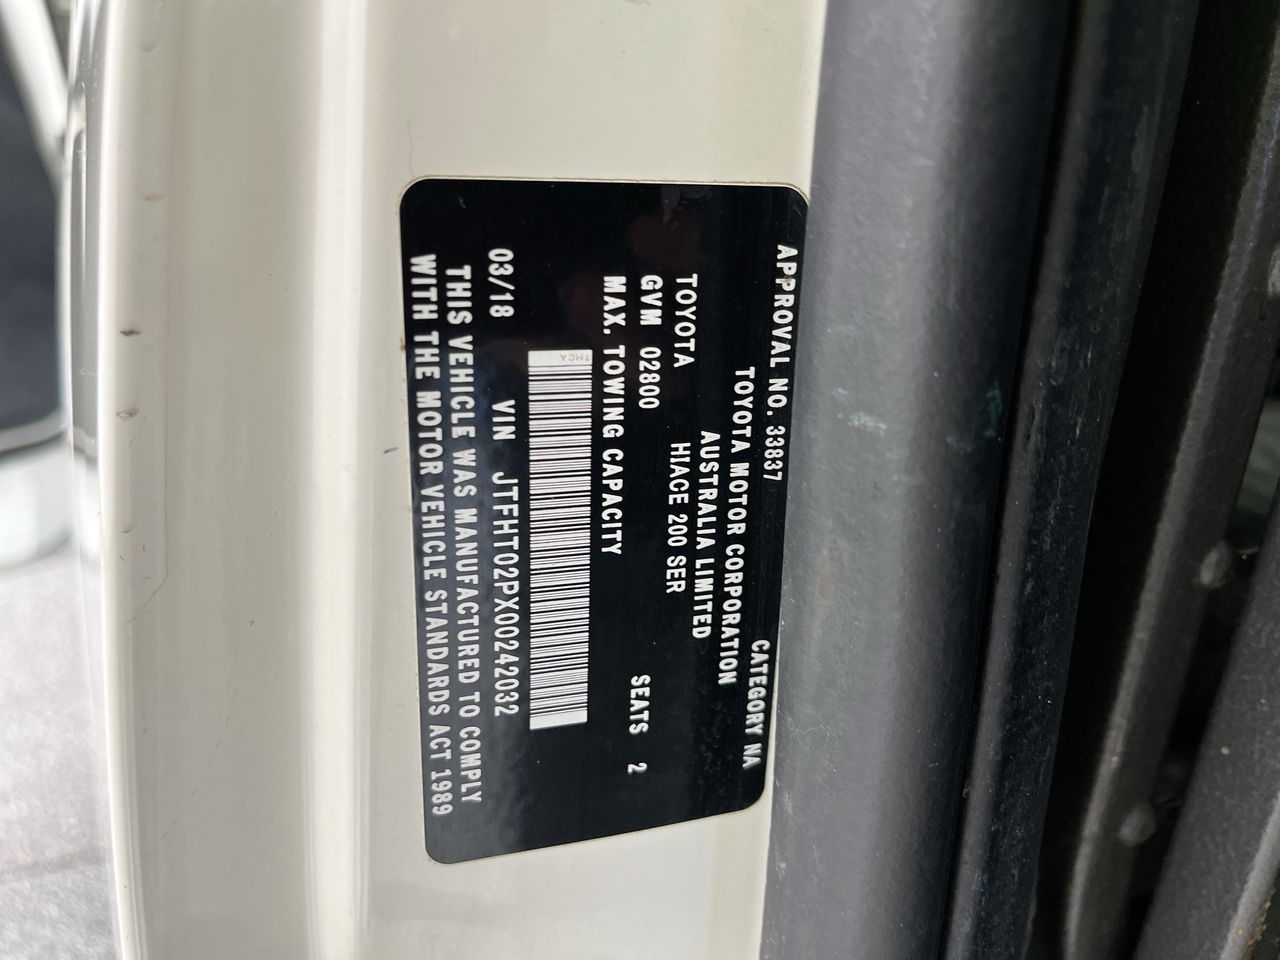 APPROVAL NO. 33837 CATEGORY NA
TOYOTA MOTOR CORPORATION
AUSTRALIA LIMITED
TOYOTA HIACE 200 SER
GVM 02800 SEATS 2
MAX. TOWING CAPACITY
TMCA
03/18 VIN JTFHT02PX00242032
THIS VEHICLE WAS MANUFACTURED TO COMPLY
WITH THE MOTOR VEHICLE STANDARDS ACT 1989